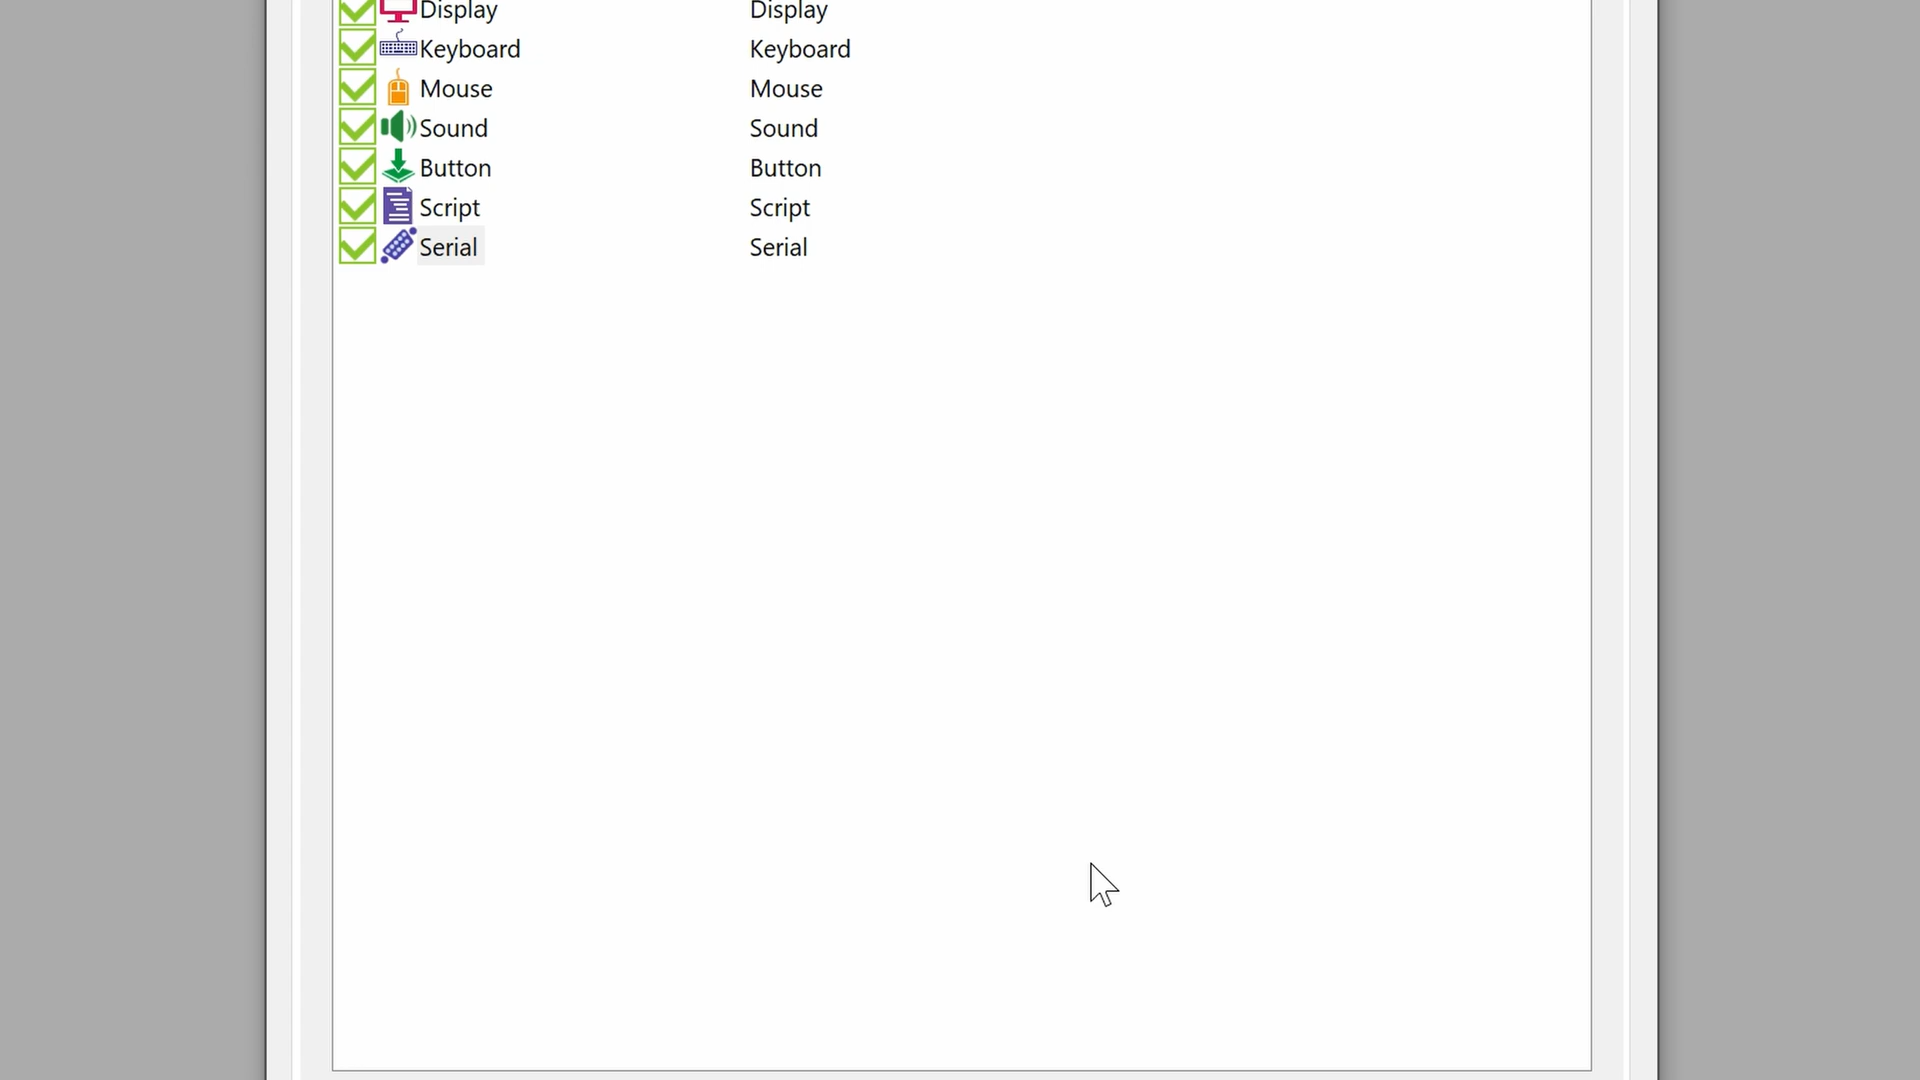 Display Display
Keyboard Keyboard
Mouse Mouse
Sound Sound
Button Button
Script Script
Serial Serial